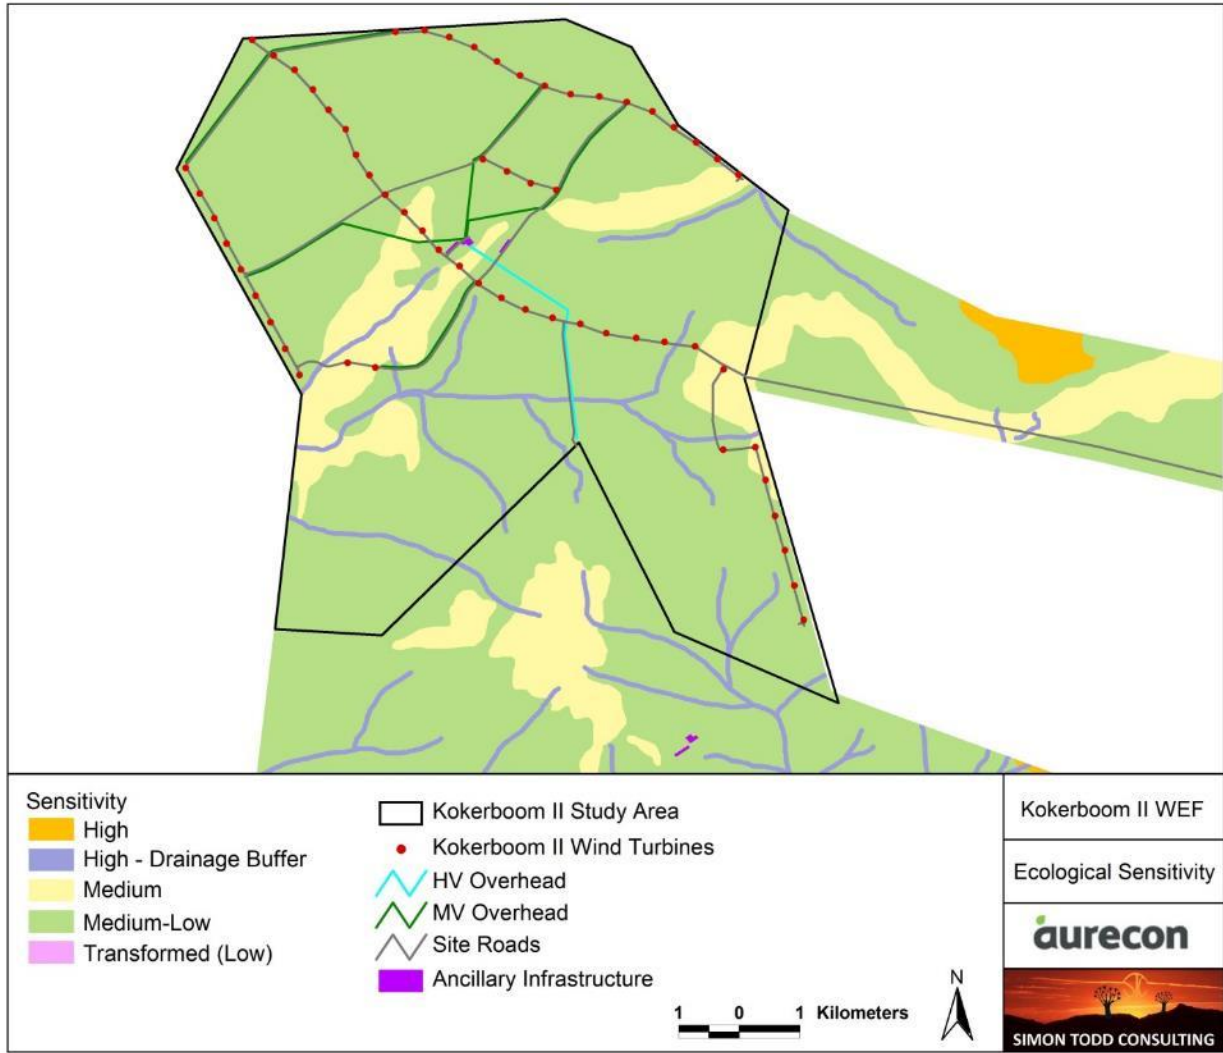 Sensitivity
High
High - Drainage Buffer
Medium
Medium-Low
Transformed (Low)
Kokerboom II Study Area
Kokerboom II Wind Turbines
HV Overhead
MV Overhead
Site Roads
Ancillary Infrastructure
1 0 1 Kilometers
N
Kokerboom II WEF
Ecological Sensitivity
aurecon
SIMON TODD CONSULTING